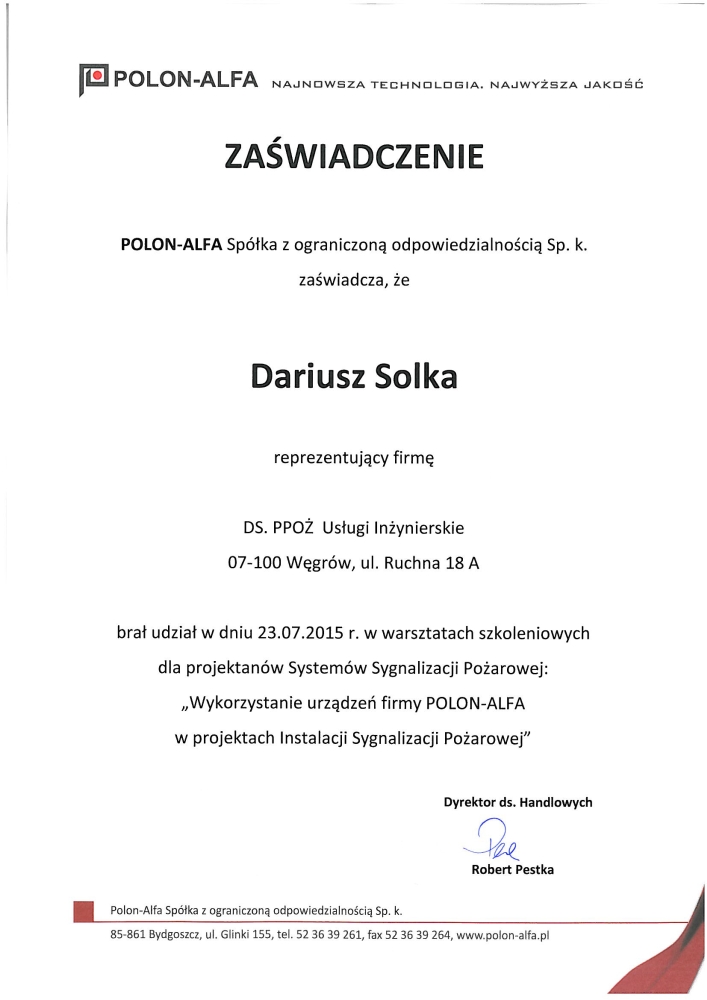 POLON-ALFA NAJNOWSZA TECHNOLOGIA. NAJWYŻSZA JAKOŚĆ
ZAŚWIADCZENIE
POLON-ALFA Spółka z ograniczoną odpowiedzialnością Sp. k.
zaświadcza, że
Dariusz Solka
reprezentujący firmę
DS. PPOŻ Usługi Inżynierskie
07-100 Węgrów, ul. Ruchna 18 A
brał udział w dniu 23.07.2015 r. w warsztatach szkoleniowych
dla projektanów Systemów Sygnalizacji Pożarowej:
„Wykorzystanie urządzeń firmy POLON-ALFA
w projektach Instalacji Sygnalizacji Pożarowej”
Dyrektor ds. Handlowych
Robert Pestka
Polon-Alfa Spółka z ograniczoną odpowiedzialnością Sp. k.
85-861 Bydgoszcz, ul. Glinki 155, tel. 52 36 39 261, fax 52 36 39 264, www.polon-alfa.pl